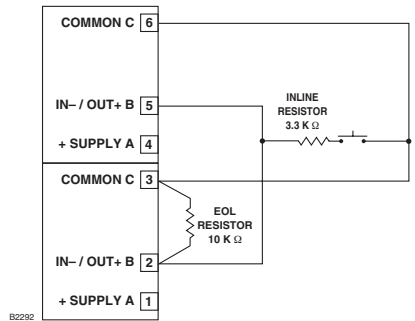 COMMON C 6
IN– / OUT+ B 5
+ SUPPLY A 4
COMMON C 3
IN– / OUT+ B 2
+ SUPPLY A 1
INLINE
RESISTOR
3.3 K Ω
EOL
RESISTOR
10 K Ω
B2292